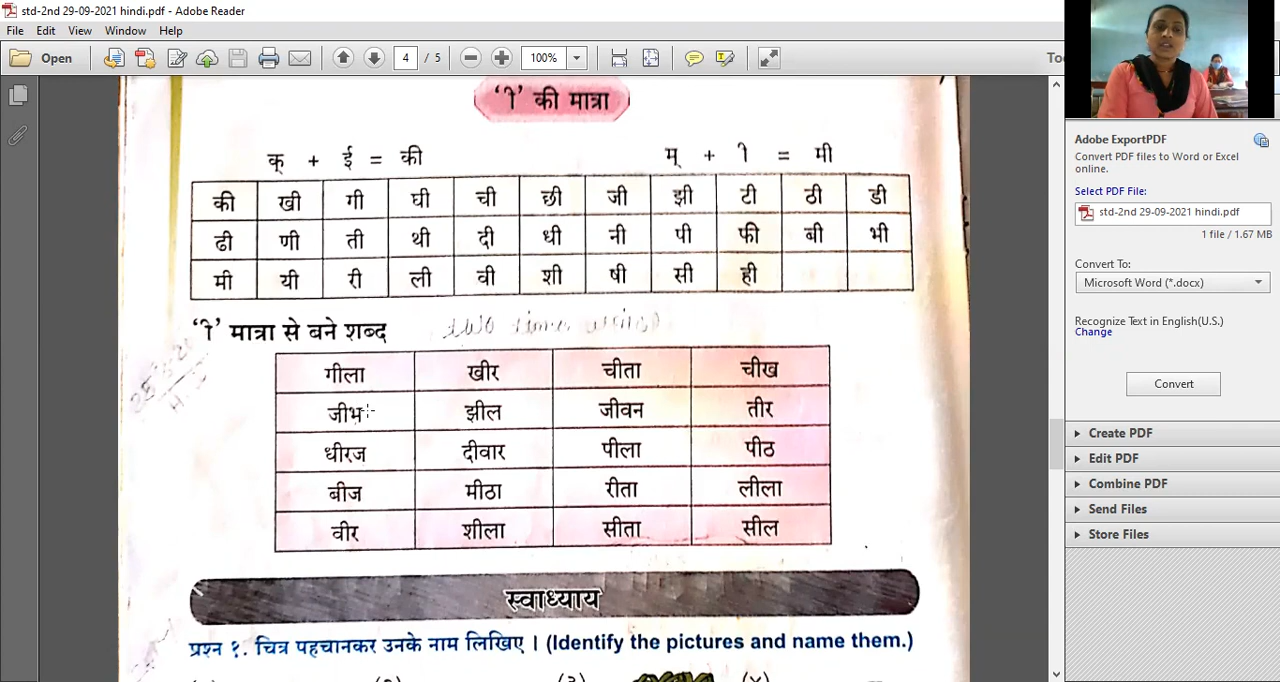 std-2nd 29-09-2021 hindi.pdf - Adobe Reader
File Edit View Window Help
Open 4 / 5 100% To
'ी' की मात्रा
क् + ई = की म् + ी = मी
की खी गी घी ची छी जी झी टी ठी डी
ढी णी ती थी दी धी नी पी फी बी भी
मी यी री ली वी शी षी सी ही
'ी' मात्रा से बने शब्द two times
गीला खीर चीता चीख
जीभ झील जीवन तीर
धीरज दीवार पीला पीठ
बीज मीठा रीता लीला
वीर शीला सीता सील
स्वाध्याय
प्रश्न १. चित्र पहचानकर उनके नाम लिखिए । (Identify the pictures and name them.)
Adobe ExportPDF
Convert PDF files to Word or Excel
online.
Select PDF File:
std-2nd 29-09-2021 hindi.pdf
1 file / 1.67 MB
Convert To:
Microsoft Word (*.docx)
Recognize Text in English(U.S.)
Change
Convert
Create PDF
Edit PDF
Combine PDF
Send Files
Store Files